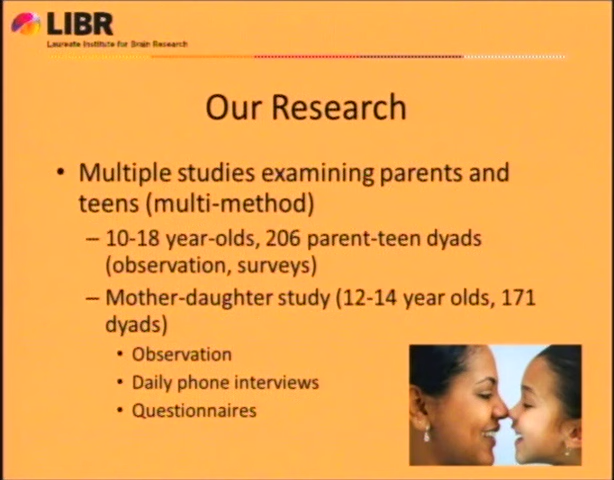 LIBR
Laureate Institute for Brain Research
Our Research
• Multiple studies examining parents and
teens (multi-method)
– 10-18 year-olds, 206 parent-teen dyads
(observation, surveys)
– Mother-daughter study (12-14 year olds, 171
dyads)
• Observation
• Daily phone interviews
• Questionnaires